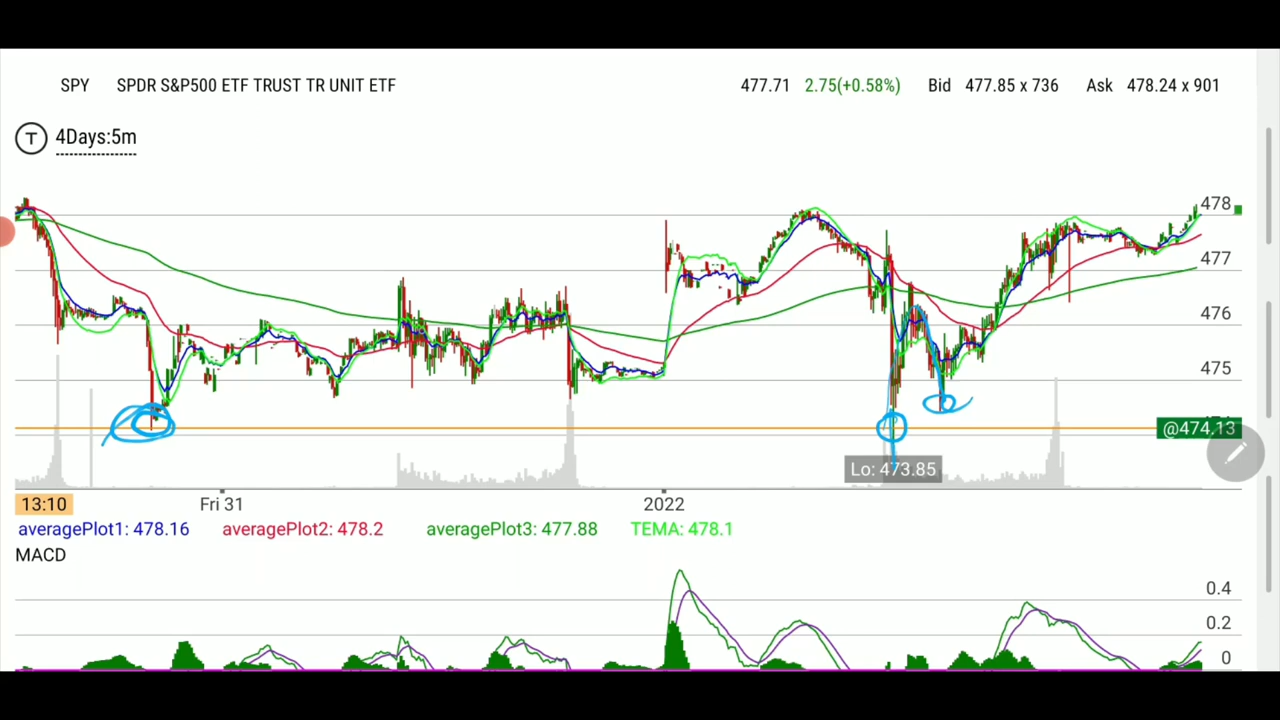 SPY SPDR S&P500 ETF TRUST TR UNIT ETF 477.71 2.75(+0.58%) Bid 477.85 x 736 Ask 478.24 x 901
T 4Days:5m
478
477
476
475
@474.13
Lo: 473.85
13:10 Fri 31 2022
averagePlot1: 478.16 averagePlot2: 478.2 averagePlot3: 477.88 TEMA: 478.1
MACD
0.4
0.2
0